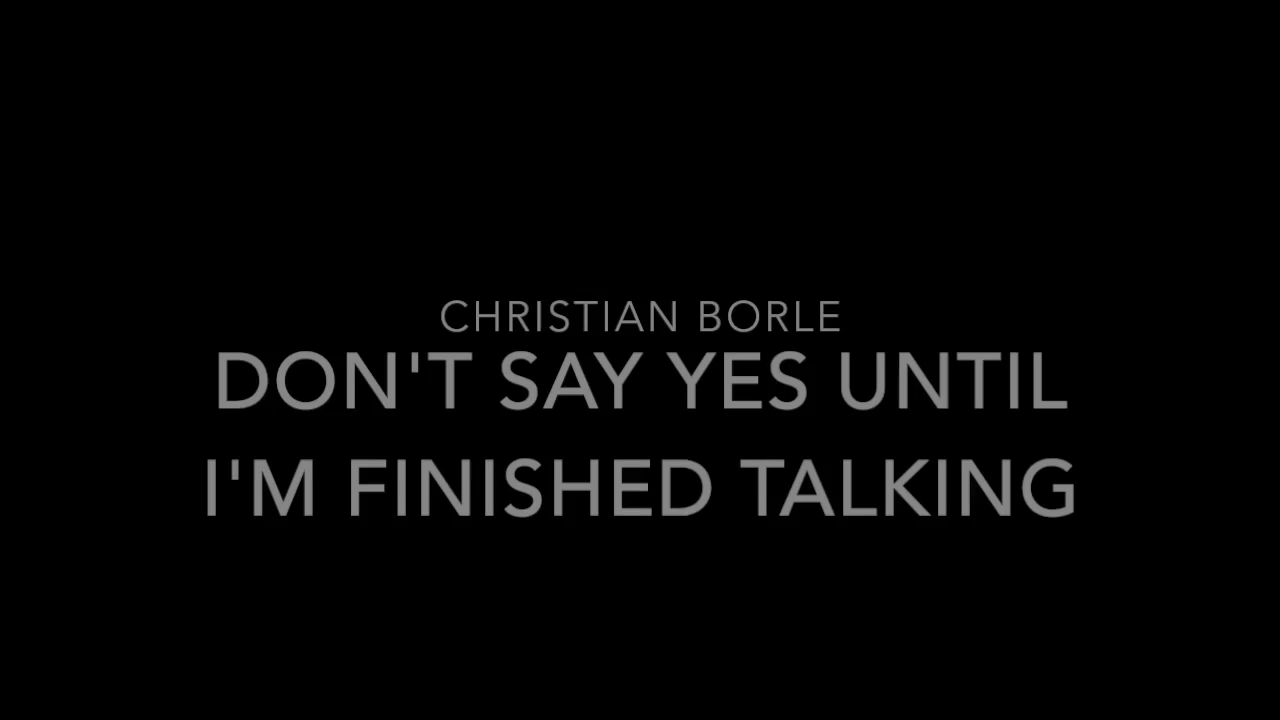 CHRISTIAN BORLE
DON'T SAY YES UNTIL
I'M FINISHED TALKING